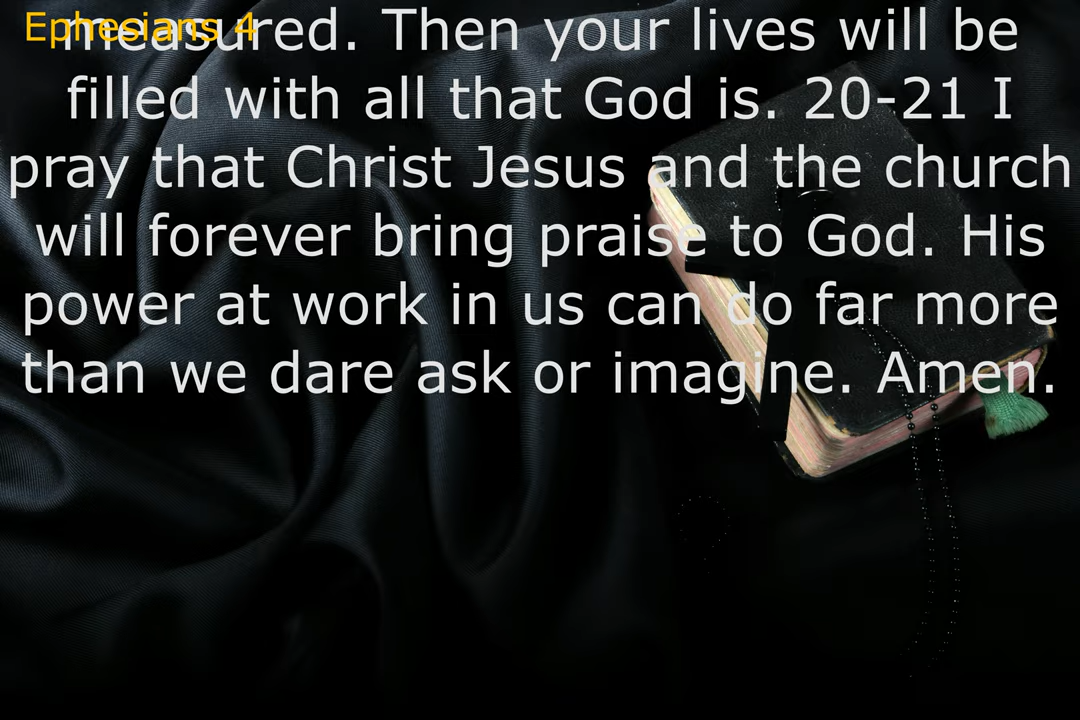 Ephesians 4
measured. Then your lives will be
filled with all that God is. 20-21 I
pray that Christ Jesus and the church
will forever bring praise to God. His
power at work in us can do far more
than we dare ask or imagine. Amen.